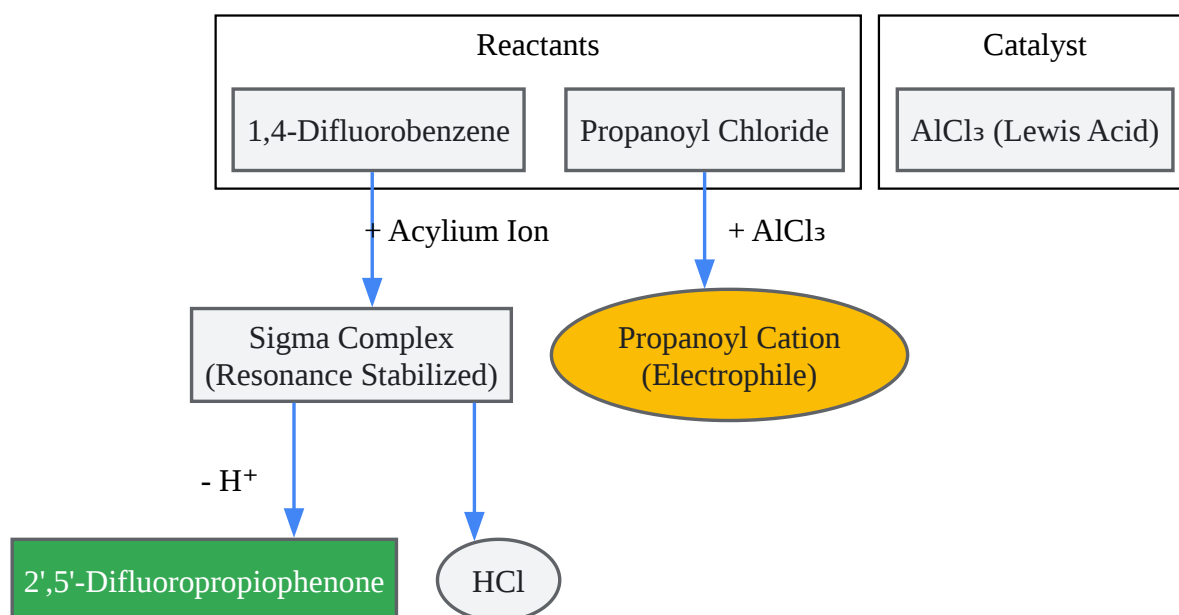 Reactants
Catalyst
1,4-Difluorobenzene
Propanoyl Chloride
AlCl₃ (Lewis Acid)
+ Acylium Ion
+ AlCl₃
Sigma Complex
(Resonance Stabilized)
Propanoyl Cation
(Electrophile)
- H⁺
2',5'-Difluoropropiophenone
HCl